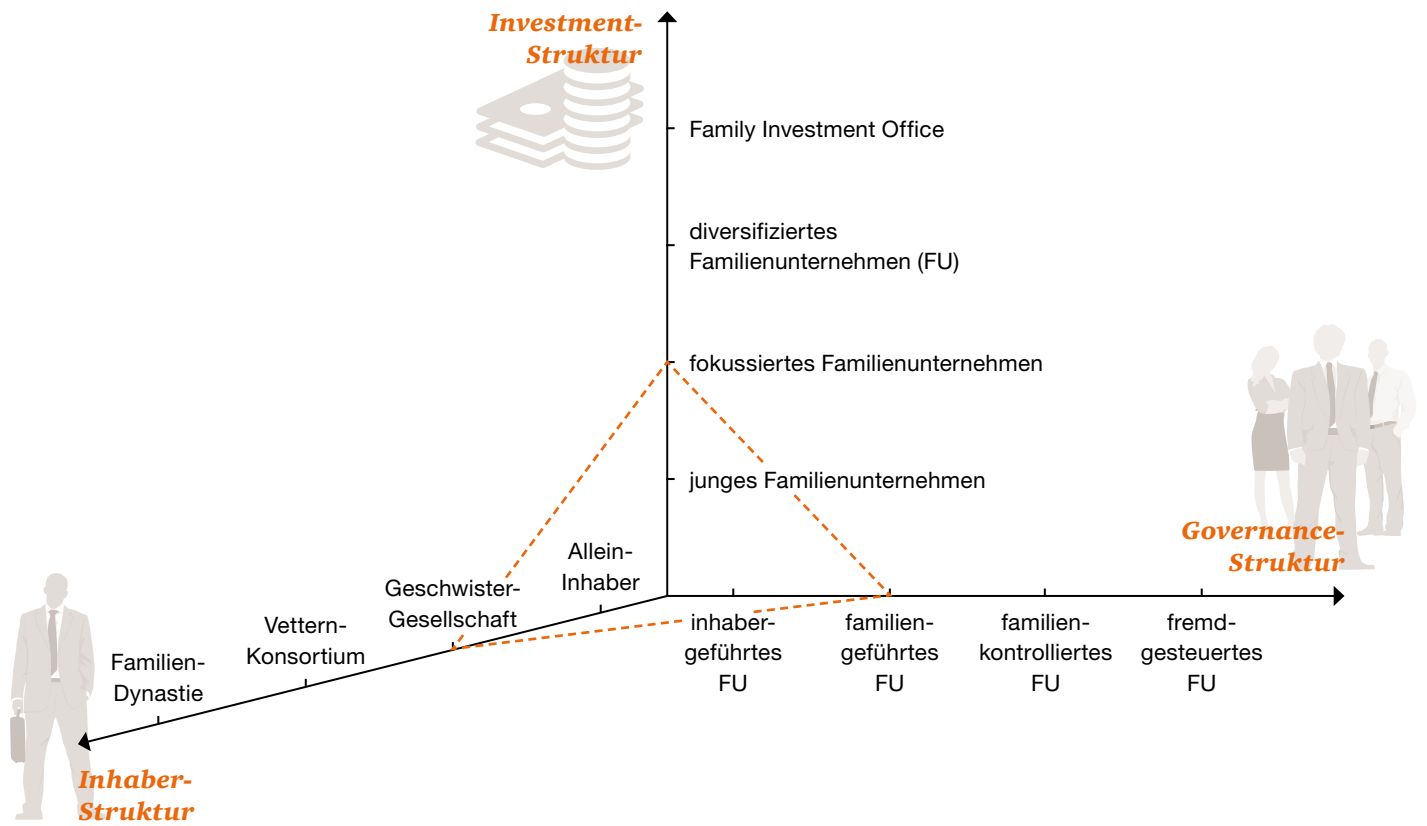 Investment-
Struktur
Family Investment Office
diversifiziertes
Familienunternehmen (FU)
fokussiertes Familienunternehmen
junges Familienunternehmen
Governance-
Struktur
Allein-
Inhaber
Geschwister-
Gesellschaft
Vettern-
Konsortium
Familien-
Dynastie
inhaber-
geführtes
FU
familien-
geführtes
FU
familien-
kontrolliertes
FU
fremd-
gesteuertes
FU
Inhaber-
Struktur